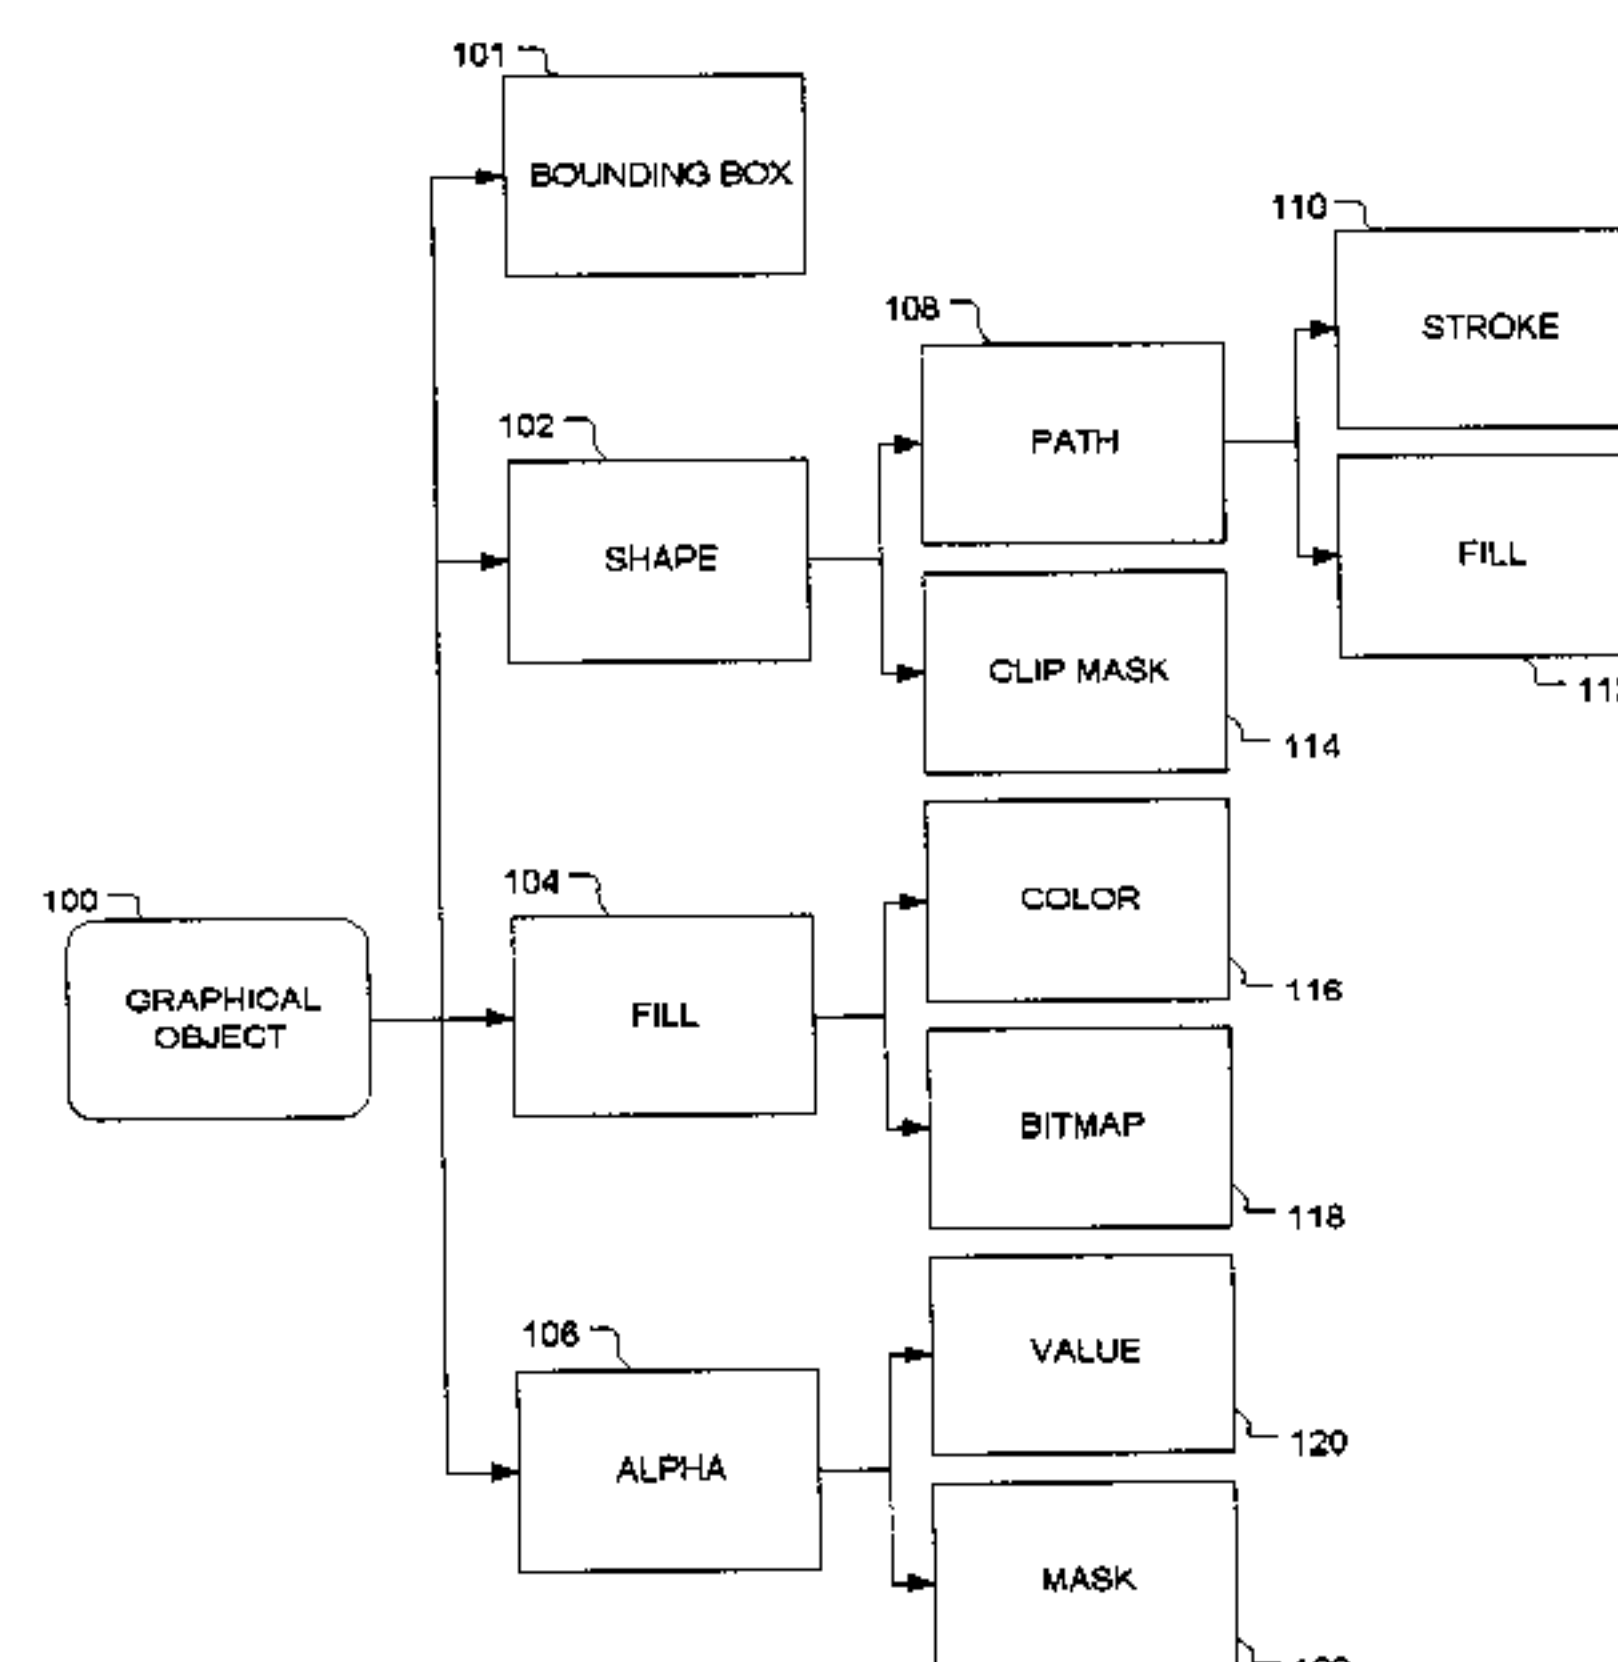 101
BOUNDING BOX
110
STROKE
108
PATH
102
SHAPE
FILL
CLIP MASK
114
COLOR
104
100
116
GRAPHICAL
OBJECT
FILL
BITMAP
118
106
VALUE
120
ALPHA
MASK